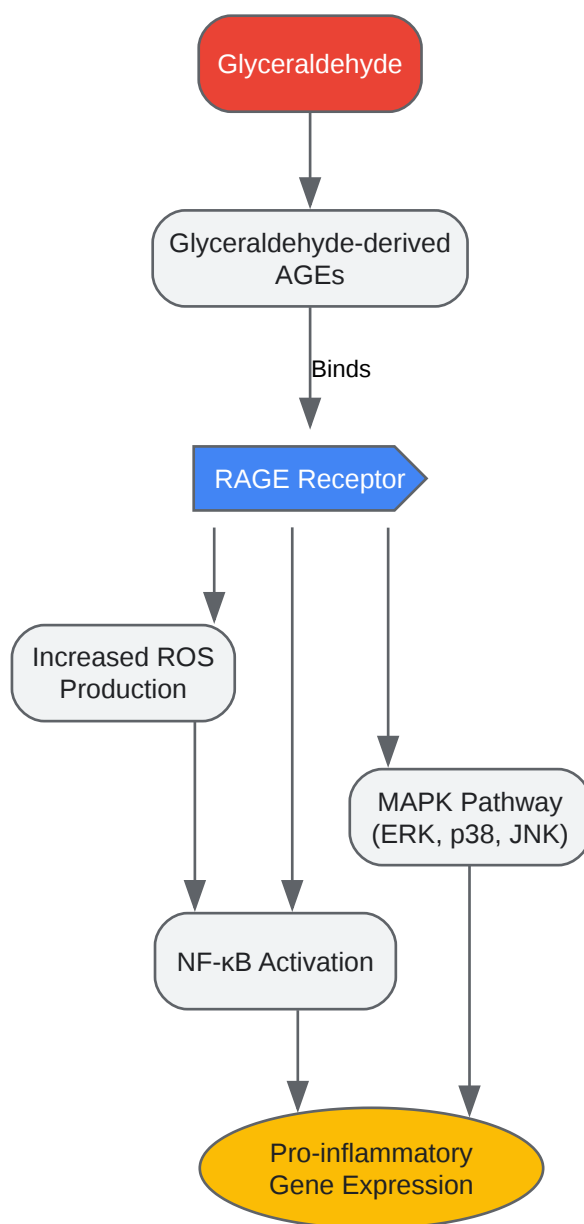 Glyceraldehyde
Glyceraldehyde-derived
AGEs
Binds
RAGE Receptor
Increased ROS
Production
MAPK Pathway
(ERK, p38, JNK)
NF-κB Activation
Pro-inflammatory
Gene Expression